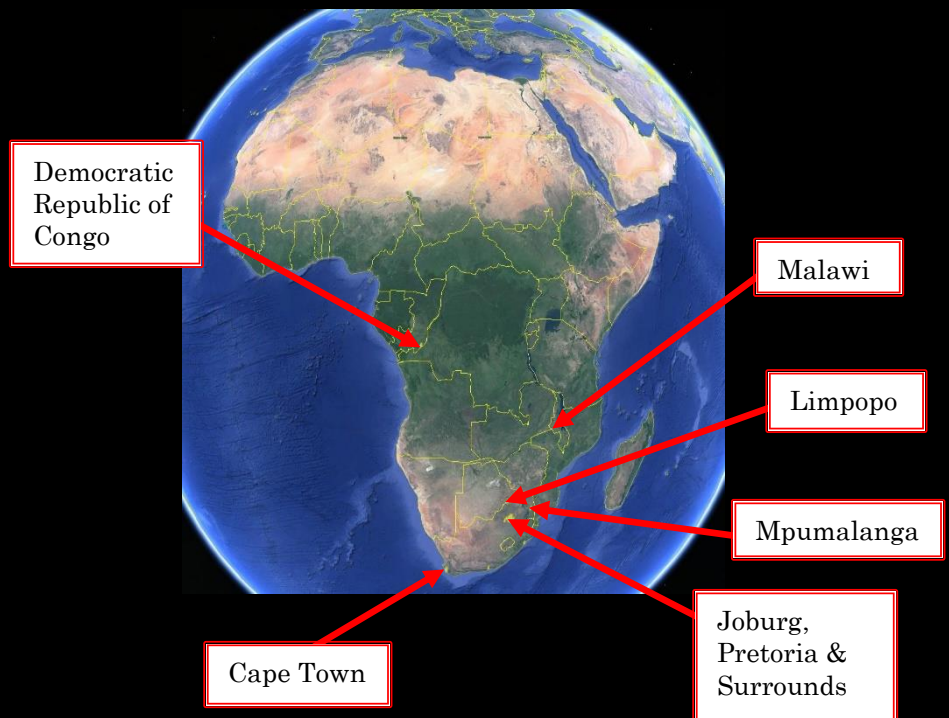 Democratic
Republic of
Congo
Malawi
Limpopo
Mpumalanga
Joburg,
Pretoria &
Surrounds
Cape Town